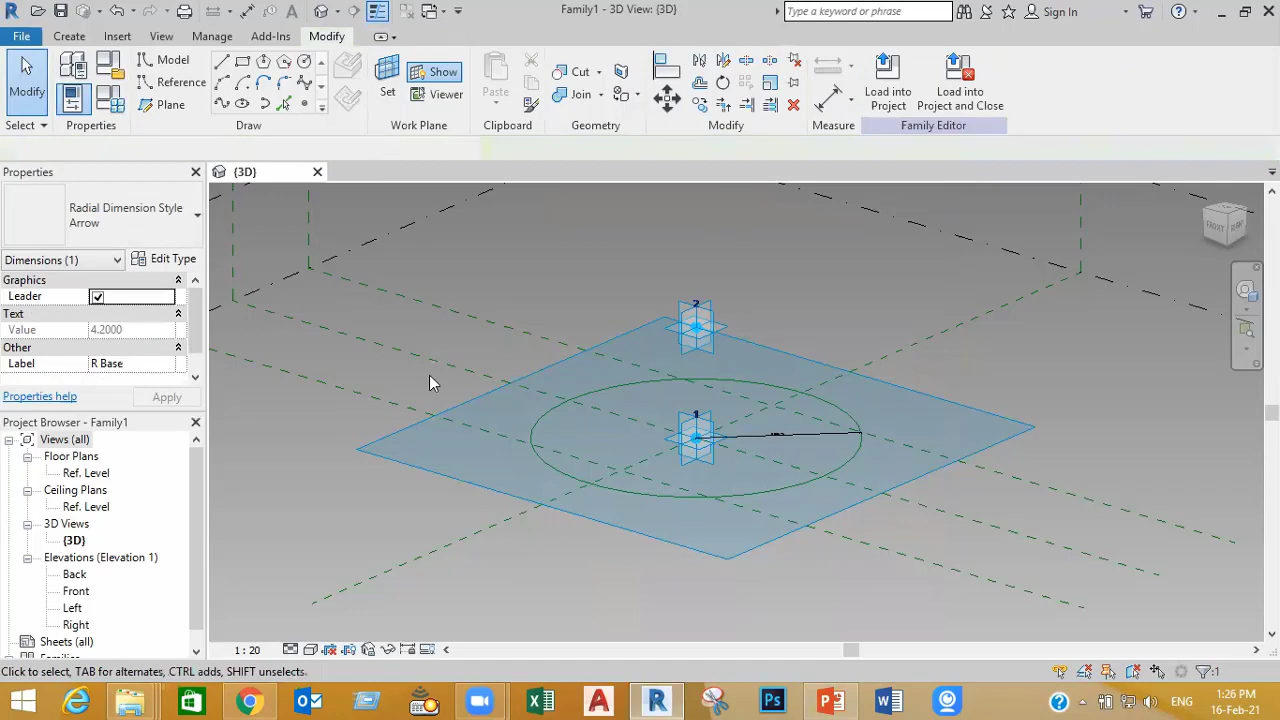 Family1 - 3D View: {3D}
Type a keyword or phrase
Sign In
File
Create
Insert
View
Manage
Add-Ins
Modify
Modify
Select
Properties
Model
Reference
Plane
Draw
Set
Show
Viewer
Work Plane
Paste
Clipboard
Cut
Join
Geometry
Modify
Measure
Load into
Project
Load into
Project and Close
Family Editor
Properties
{3D}
Radial Dimension Style
Arrow
Dimensions (1)
Edit Type
Graphics
Leader
Text
Value 4.2000
Other
Label R Base
Properties help
Apply
Project Browser - Family1
Views (all)
Floor Plans
Ref. Level
Ceiling Plans
Ref. Level
3D Views
{3D}
Elevations (Elevation 1)
Back
Front
Left
Right
Sheets (all)
2
1
FRONT
1 : 20
Click to select, TAB for alternates, CTRL adds, SHIFT unselects.
:1
ENG
1:26 PM
16-Feb-21